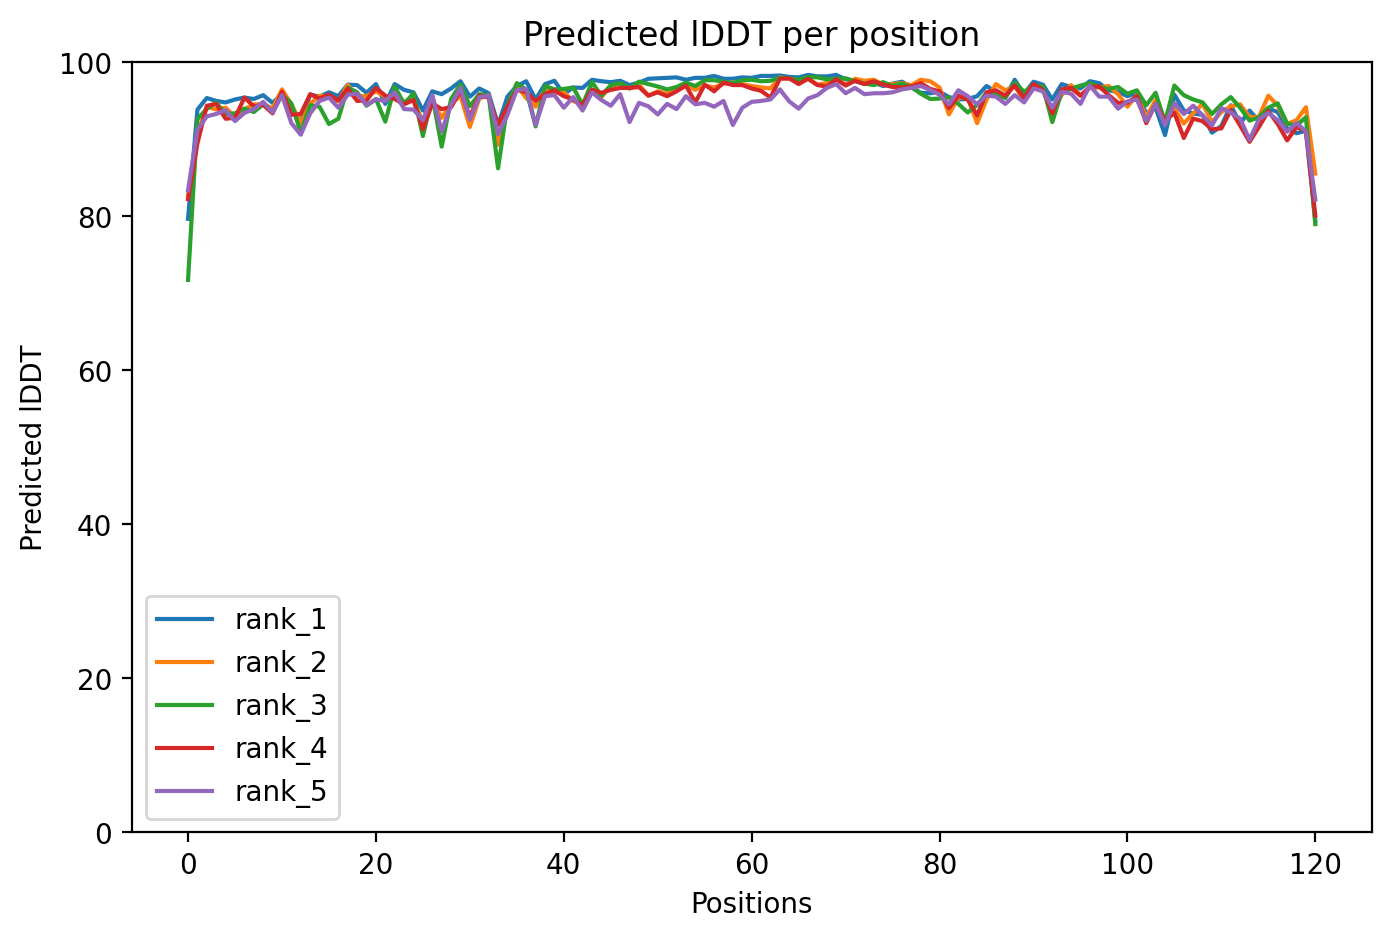 Predicted lDDT per position
100
80
60
40
20
0
Predicted lDDT
rank_1
rank_2
rank_3
rank_4
rank_5
0 20 40 60 80 100 120
Positions